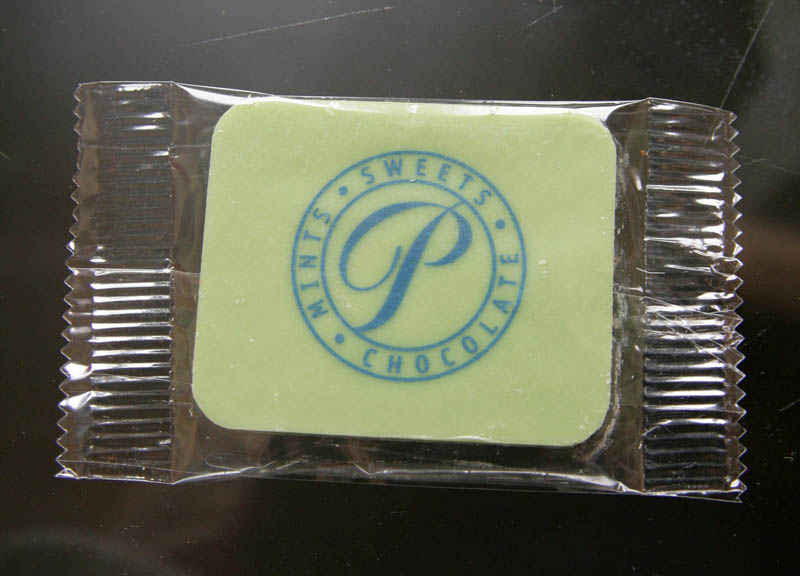 MINTS • SWEETS • CHOCOLATE •
P